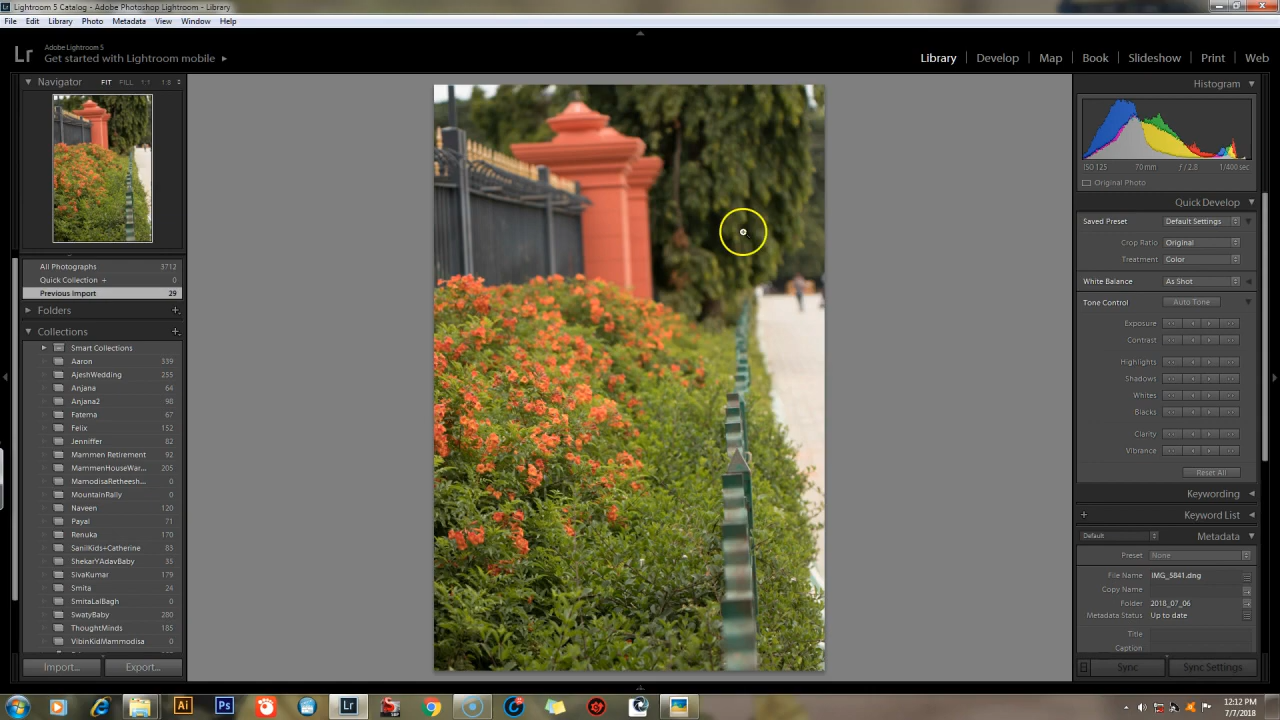 Lightroom 5 Catalog - Adobe Photoshop Lightroom - Library
File Edit Library Photo Metadata View Window Help
Lr
Adobe Lightroom 5
Get started with Lightroom mobile
Library Develop Map Book Slideshow Print Web
Navigator FIT FILL 1:1 1:8
Histogram
ISO 125 70mm f / 2.8 1/400 sec
Original Photo
Quick Develop
Saved Preset Default Settings
Crop Ratio Original
Treatment Color
White Balance As Shot
Tone Control Auto Tone
Exposure
Contrast
Highlights
Shadows
Whites
Blacks
Clarity
Vibrance
Reset All
Keywording
Keyword List
Default Metadata
Preset None
File Name IMG_5841.dng
Copy Name
Folder 2018_07_06
Metadata Status Up to date
Title
Caption
Sync Sync Settings
All Photographs 3712
Quick Collection + 0
Previous Import 29
Folders
Collections
Smart Collections
Aaron 339
AjeshWedding 255
Anjana 64
Anjana2 98
Fatema 67
Felix 152
Jenniffer 82
Mammen Retirement 92
MammenHouseWar... 205
MamodisaRetheesh... 0
MountainRally 0
Naveen 120
Payal 71
Renuka 170
SanilKids+Catherine 83
ShekarYAdavBaby 35
SivaKumar 179
Smita 24
SmitaLalBagh 0
SwatyBaby 280
ThoughtMinds 185
VibinKidMammodisa 0
Import... Export...
Ai Ps Lr
12:12 PM
7/7/2018